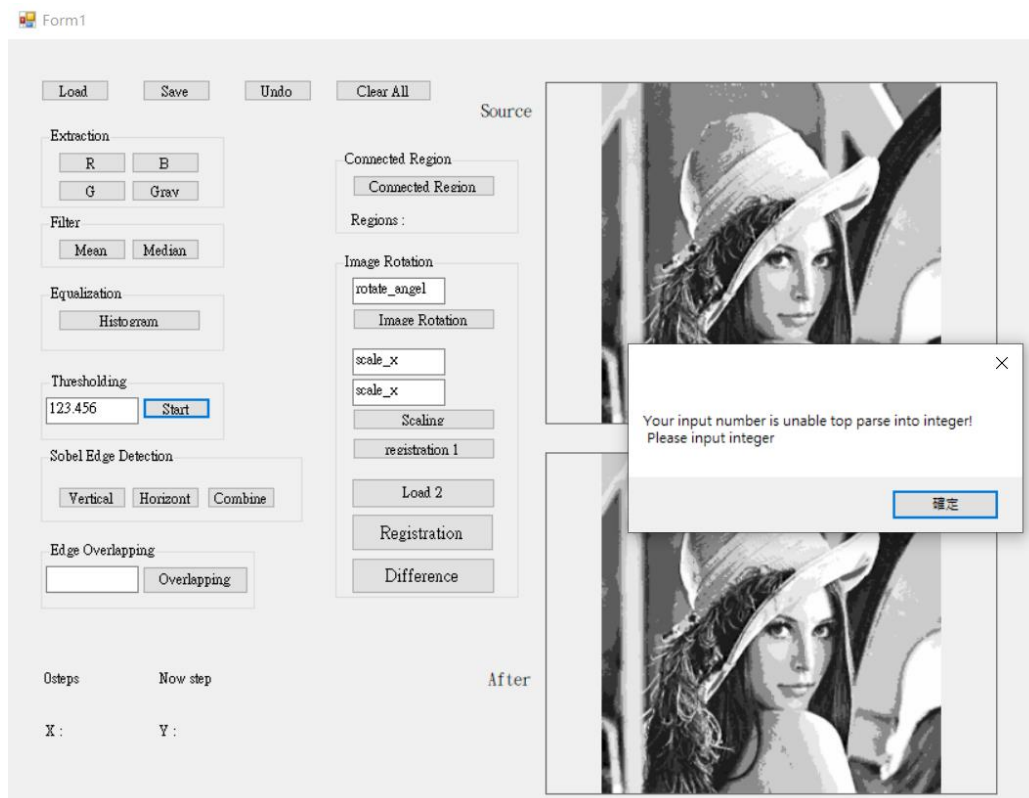 Form1
Load Save Undo Clear All
Source
Extraction
R B
G Gray
Filter
Mean Median
Equalization
Histogram
Thresholding
123.456 Start
Sobel Edge Detection
Vertical Horizont Combine
Edge Overlapping
Overlapping
0steps Now step
X : Y :
Connected Region
Connected Region
Regions :
Image Rotation
rotate_angel
Image Rotation
scale_x
scale_x
Scaling
registration 1
Load 2
Registration
Difference
Your input number is unable top parse into integer!
Please input integer
確定
After